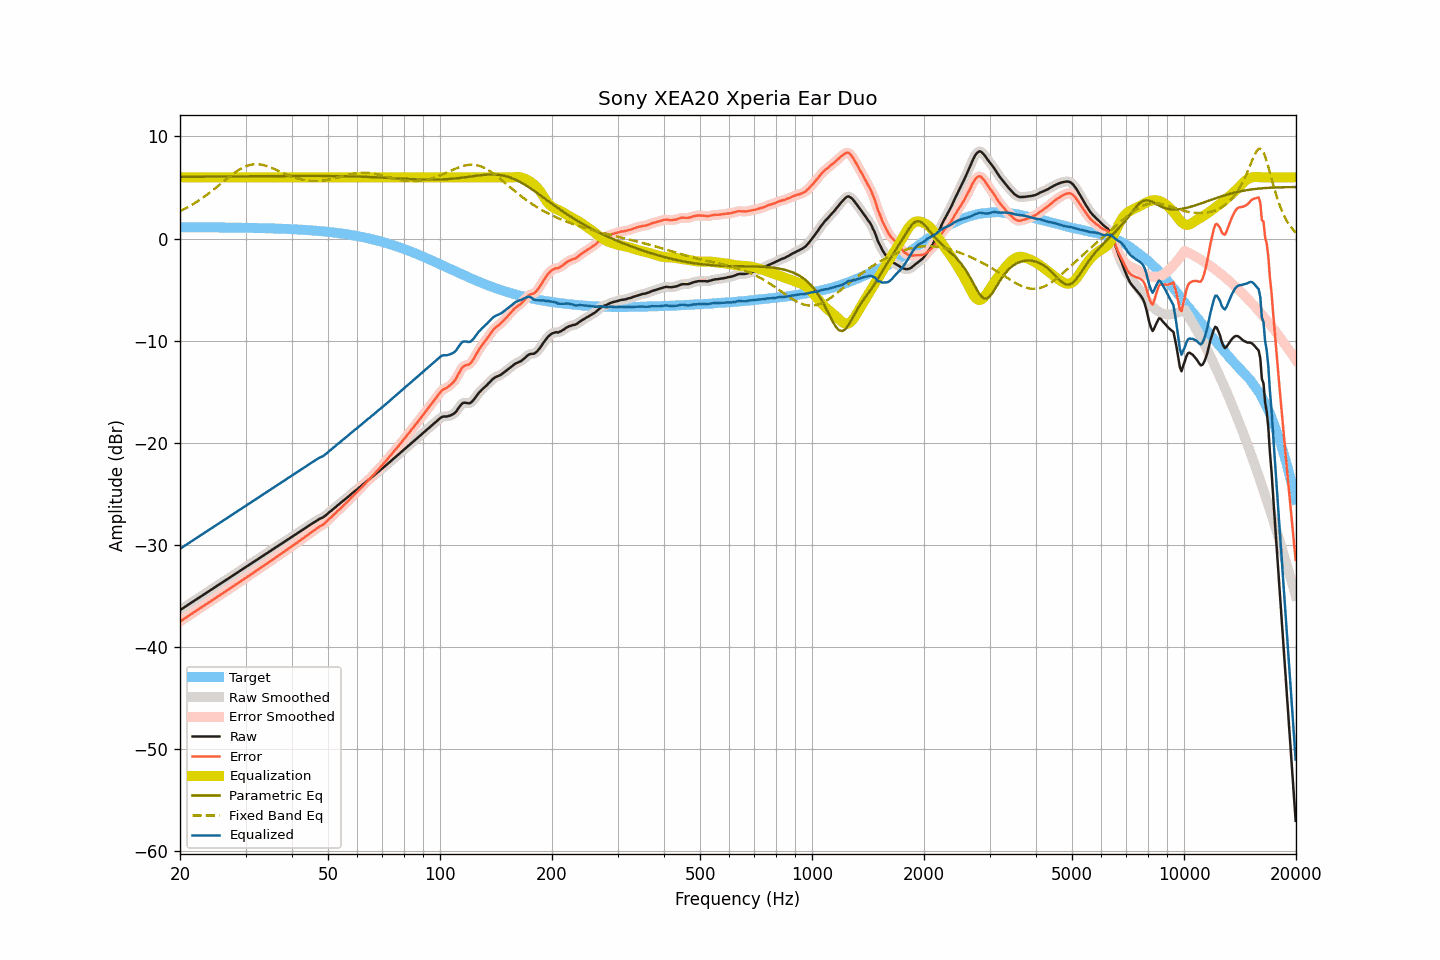 Sony XEA20 Xperia Ear Duo
Amplitude (dBr)
10
0
−10
−20
−30
−40
−50
−60
Target
Raw Smoothed
Error Smoothed
Raw
Error
Equalization
Parametric Eq
Fixed Band Eq
Equalized
20 50 100 200 500 1000 2000 5000 10000 20000
Frequency (Hz)